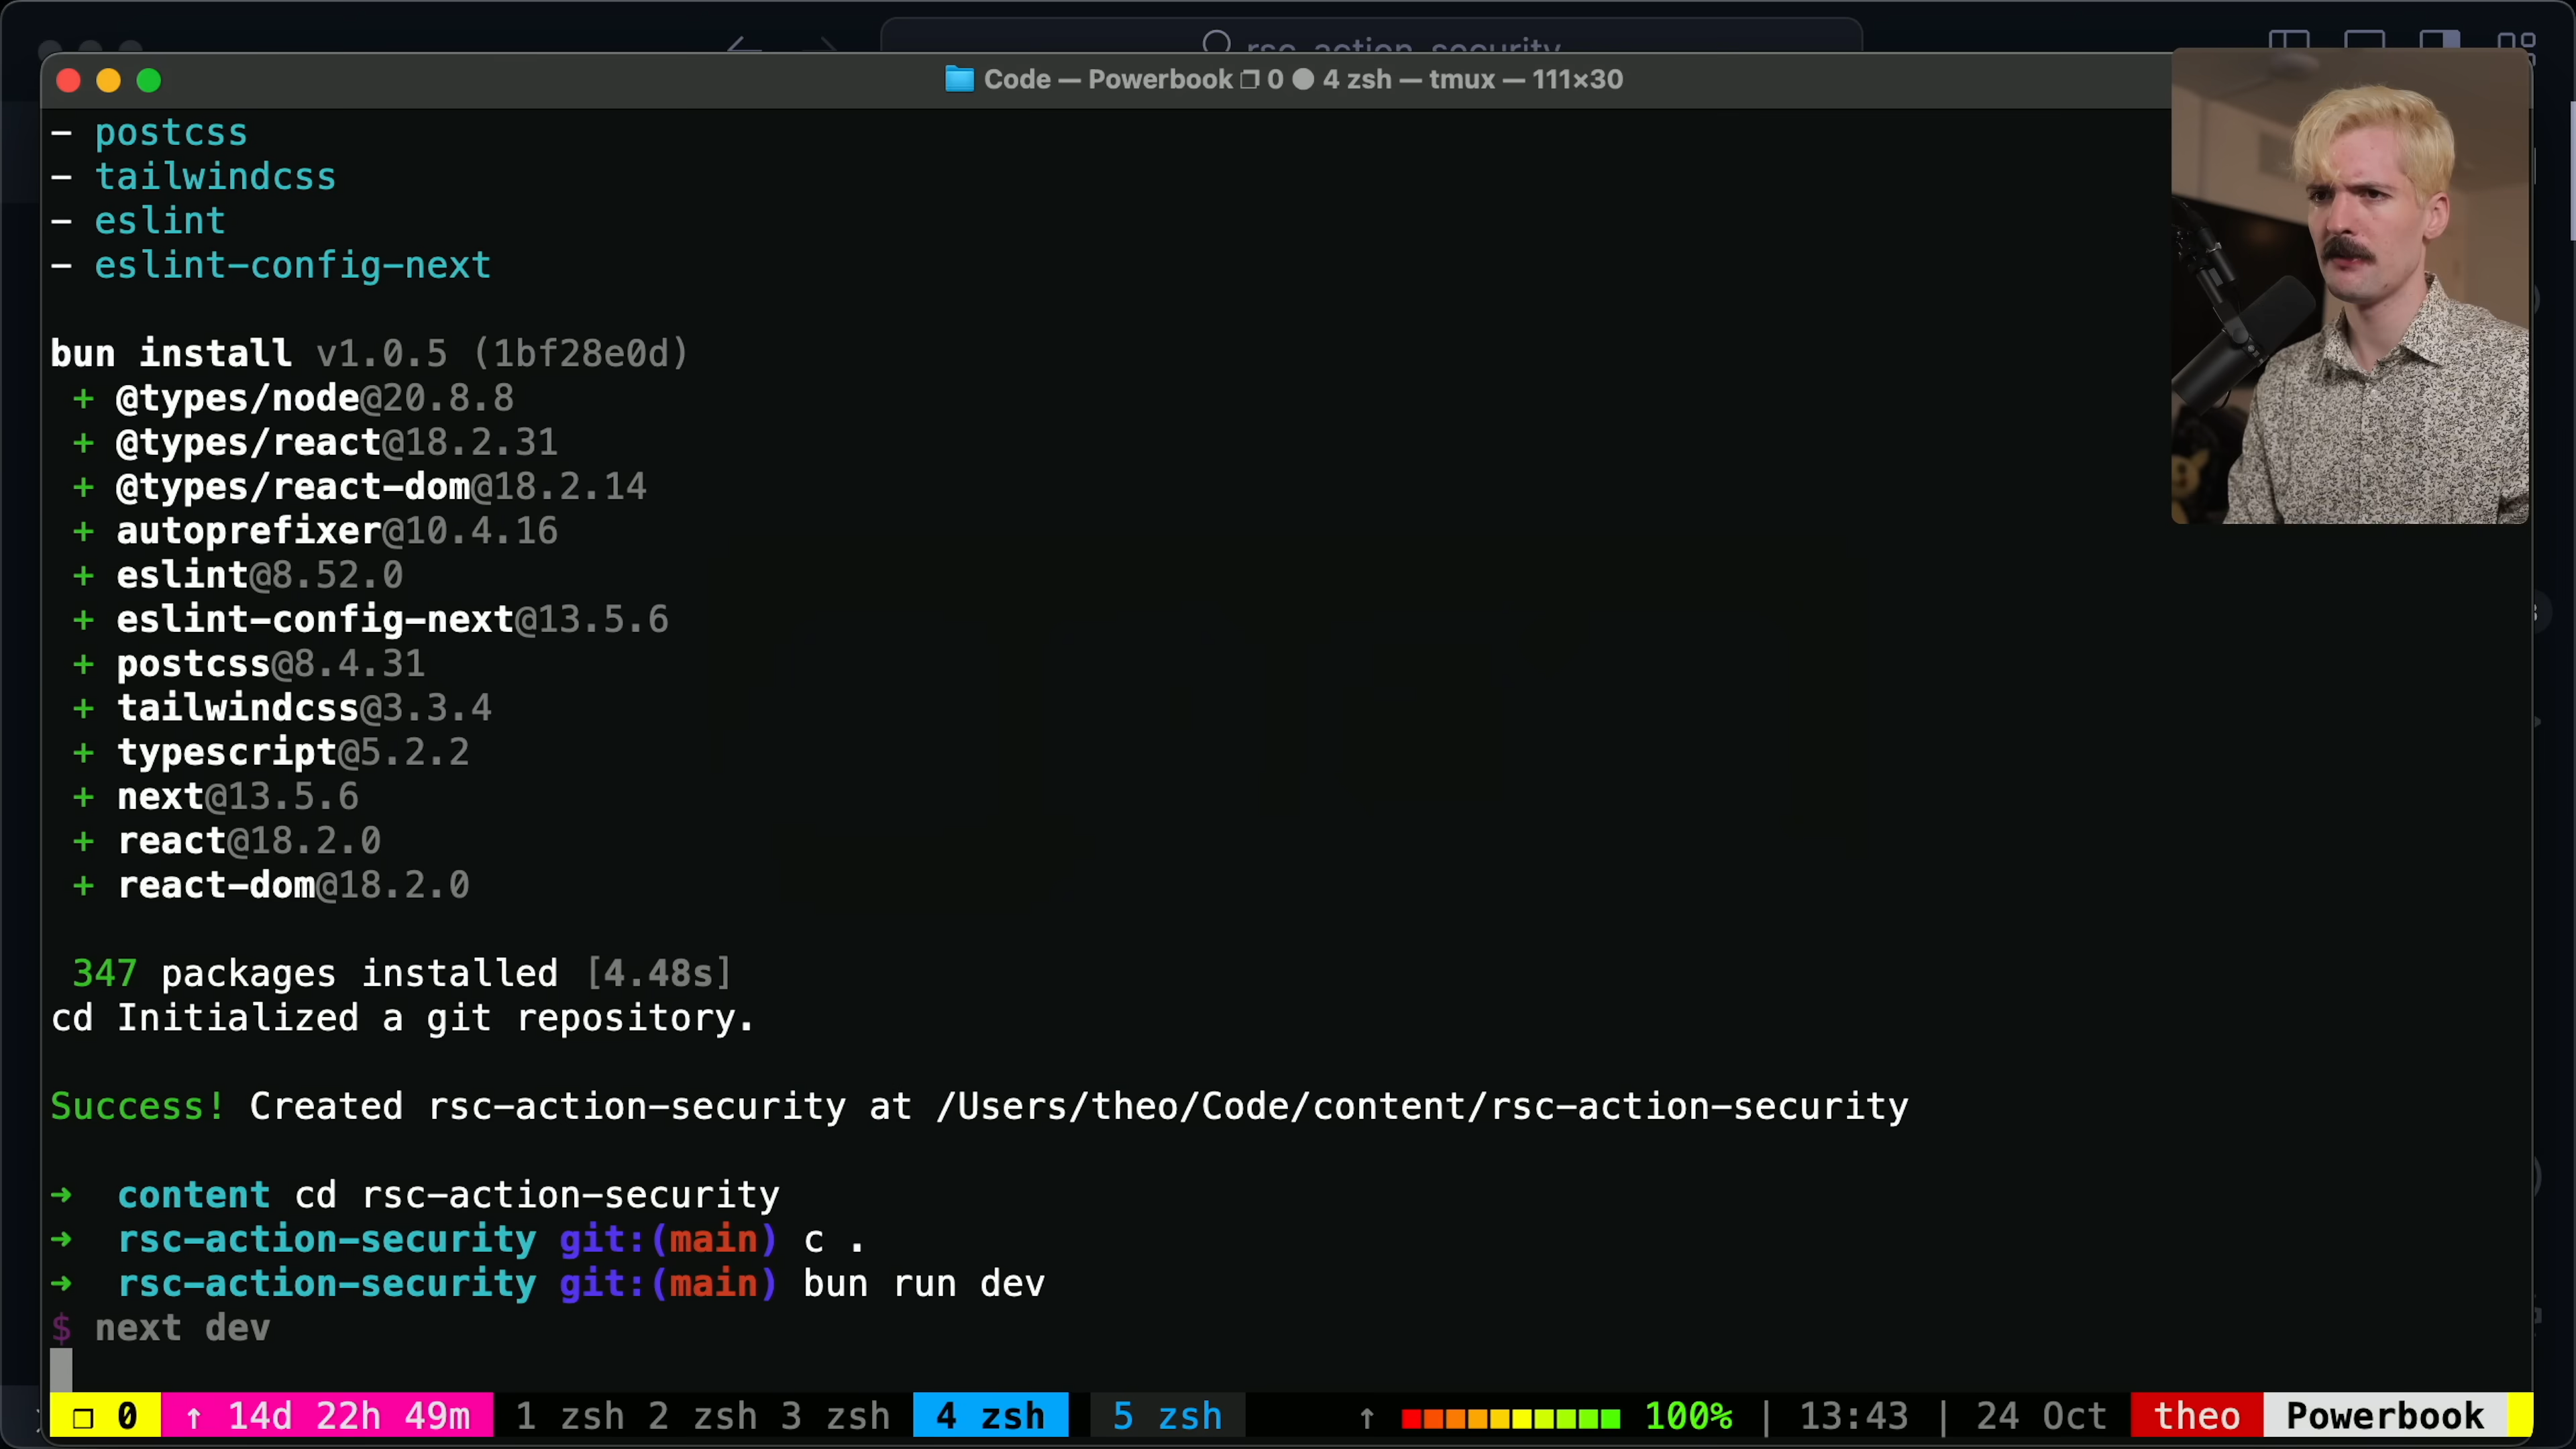 rsc-action-security
Code — Powerbook ❐ 0 ● 4 zsh — tmux — 111×30
- postcss
- tailwindcss
- eslint
- eslint-config-next
bun install v1.0.5 (1bf28e0d)
+ @types/node@20.8.8
+ @types/react@18.2.31
+ @types/react-dom@18.2.14
+ autoprefixer@10.4.16
+ eslint@8.52.0
+ eslint-config-next@13.5.6
+ postcss@8.4.31
+ tailwindcss@3.3.4
+ typescript@5.2.2
+ next@13.5.6
+ react@18.2.0
+ react-dom@18.2.0
347 packages installed [4.48s]
cd Initialized a git repository.
Success! Created rsc-action-security at /Users/theo/Code/content/rsc-action-security
➜ content cd rsc-action-security
➜ rsc-action-security git:(main) c .
➜ rsc-action-security git:(main) bun run dev
$ next dev
❐ 0 ↑ 14d 22h 49m 1 zsh 2 zsh 3 zsh 4 zsh 5 zsh ↑ 100% | 13:43 | 24 Oct theo Powerbook